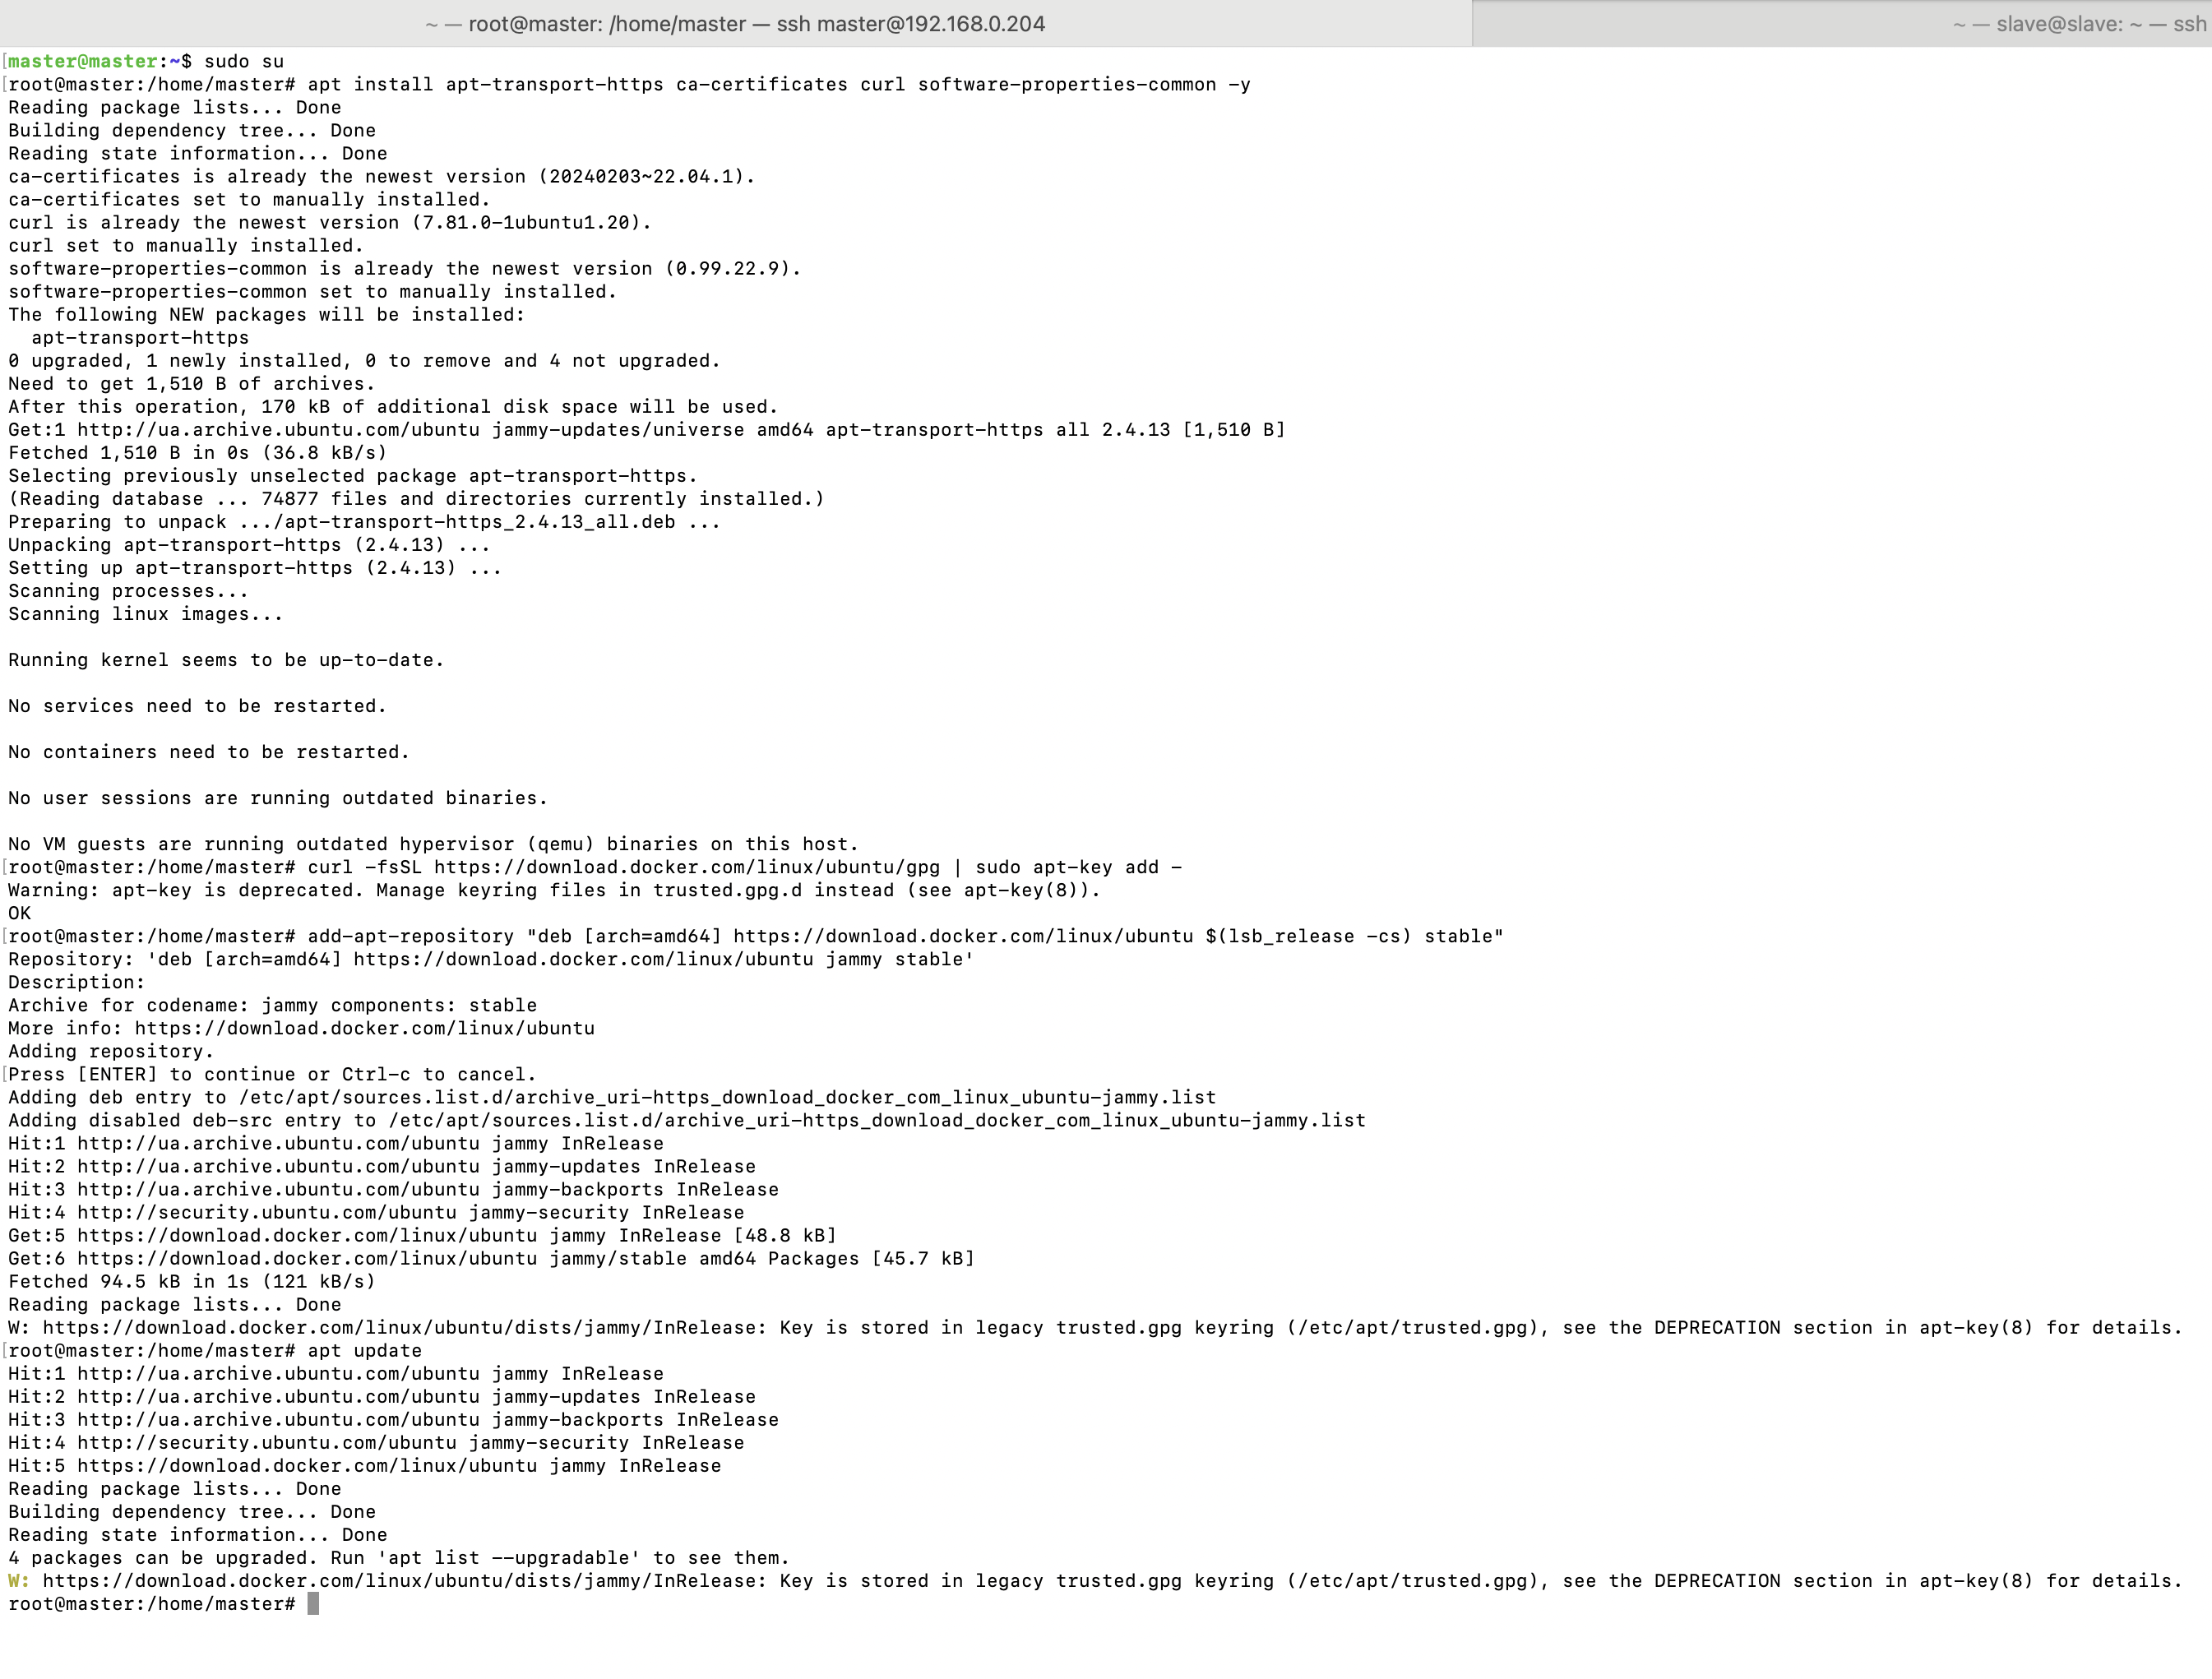 ~ — root@master: /home/master — ssh master@192.168.0.204
~ — slave@slave: ~ — ssh
[master@master:~$ sudo su
[root@master:/home/master# apt install apt-transport-https ca-certificates curl software-properties-common -y
Reading package lists... Done
Building dependency tree... Done
Reading state information... Done
ca-certificates is already the newest version (20240203~22.04.1).
ca-certificates set to manually installed.
curl is already the newest version (7.81.0-1ubuntu1.20).
curl set to manually installed.
software-properties-common is already the newest version (0.99.22.9).
software-properties-common set to manually installed.
The following NEW packages will be installed:
  apt-transport-https
0 upgraded, 1 newly installed, 0 to remove and 4 not upgraded.
Need to get 1,510 B of archives.
After this operation, 170 kB of additional disk space will be used.
Get:1 http://ua.archive.ubuntu.com/ubuntu jammy-updates/universe amd64 apt-transport-https all 2.4.13 [1,510 B]
Fetched 1,510 B in 0s (36.8 kB/s)
Selecting previously unselected package apt-transport-https.
(Reading database ... 74877 files and directories currently installed.)
Preparing to unpack .../apt-transport-https_2.4.13_all.deb ...
Unpacking apt-transport-https (2.4.13) ...
Setting up apt-transport-https (2.4.13) ...
Scanning processes...
Scanning linux images...
Running kernel seems to be up-to-date.
No services need to be restarted.
No containers need to be restarted.
No user sessions are running outdated binaries.
No VM guests are running outdated hypervisor (qemu) binaries on this host.
[root@master:/home/master# curl -fsSL https://download.docker.com/linux/ubuntu/gpg | sudo apt-key add -
Warning: apt-key is deprecated. Manage keyring files in trusted.gpg.d instead (see apt-key(8)).
OK
[root@master:/home/master# add-apt-repository "deb [arch=amd64] https://download.docker.com/linux/ubuntu $(lsb_release -cs) stable"
Repository: 'deb [arch=amd64] https://download.docker.com/linux/ubuntu jammy stable'
Description:
Archive for codename: jammy components: stable
More info: https://download.docker.com/linux/ubuntu
Adding repository.
[Press [ENTER] to continue or Ctrl-c to cancel.
Adding deb entry to /etc/apt/sources.list.d/archive_uri-https_download_docker_com_linux_ubuntu-jammy.list
Adding disabled deb-src entry to /etc/apt/sources.list.d/archive_uri-https_download_docker_com_linux_ubuntu-jammy.list
Hit:1 http://ua.archive.ubuntu.com/ubuntu jammy InRelease
Hit:2 http://ua.archive.ubuntu.com/ubuntu jammy-updates InRelease
Hit:3 http://ua.archive.ubuntu.com/ubuntu jammy-backports InRelease
Hit:4 http://security.ubuntu.com/ubuntu jammy-security InRelease
Get:5 https://download.docker.com/linux/ubuntu jammy InRelease [48.8 kB]
Get:6 https://download.docker.com/linux/ubuntu jammy/stable amd64 Packages [45.7 kB]
Fetched 94.5 kB in 1s (121 kB/s)
Reading package lists... Done
W: https://download.docker.com/linux/ubuntu/dists/jammy/InRelease: Key is stored in legacy trusted.gpg keyring (/etc/apt/trusted.gpg), see the DEPRECATION section in apt-key(8) for details.
[root@master:/home/master# apt update
Hit:1 http://ua.archive.ubuntu.com/ubuntu jammy InRelease
Hit:2 http://ua.archive.ubuntu.com/ubuntu jammy-updates InRelease
Hit:3 http://ua.archive.ubuntu.com/ubuntu jammy-backports InRelease
Hit:4 http://security.ubuntu.com/ubuntu jammy-security InRelease
Hit:5 https://download.docker.com/linux/ubuntu jammy InRelease
Reading package lists... Done
Building dependency tree... Done
Reading state information... Done
4 packages can be upgraded. Run 'apt list --upgradable' to see them.
W: https://download.docker.com/linux/ubuntu/dists/jammy/InRelease: Key is stored in legacy trusted.gpg keyring (/etc/apt/trusted.gpg), see the DEPRECATION section in apt-key(8) for details.
root@master:/home/master#